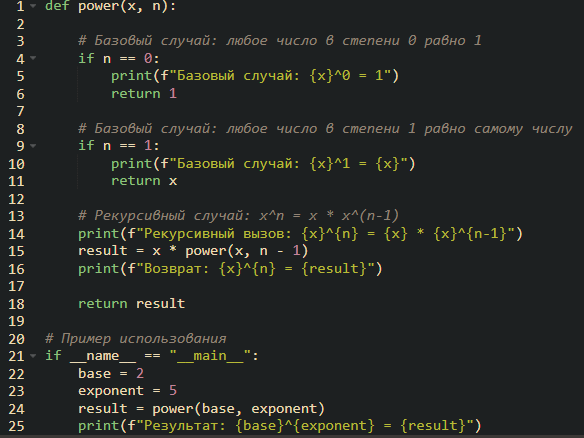 1 def power(x, n):
2
3     # Базовый случай: любое число в степени 0 равно 1
4     if n == 0:
5         print(f"Базовый случай: {x}^0 = 1")
6         return 1
7
8     # Базовый случай: любое число в степени 1 равно самому числу
9     if n == 1:
10         print(f"Базовый случай: {x}^1 = {x}")
11         return x
12
13     # Рекурсивный случай: x^n = x * x^(n-1)
14     print(f"Рекурсивный вызов: {x}^{n} = {x} * {x}^{n-1}")
15     result = x * power(x, n - 1)
16     print(f"Возврат: {x}^{n} = {result}")
17
18     return result
19
20 # Пример использования
21 if __name__ == "__main__":
22     base = 2
23     exponent = 5
24     result = power(base, exponent)
25     print(f"Результат: {base}^{exponent} = {result}")